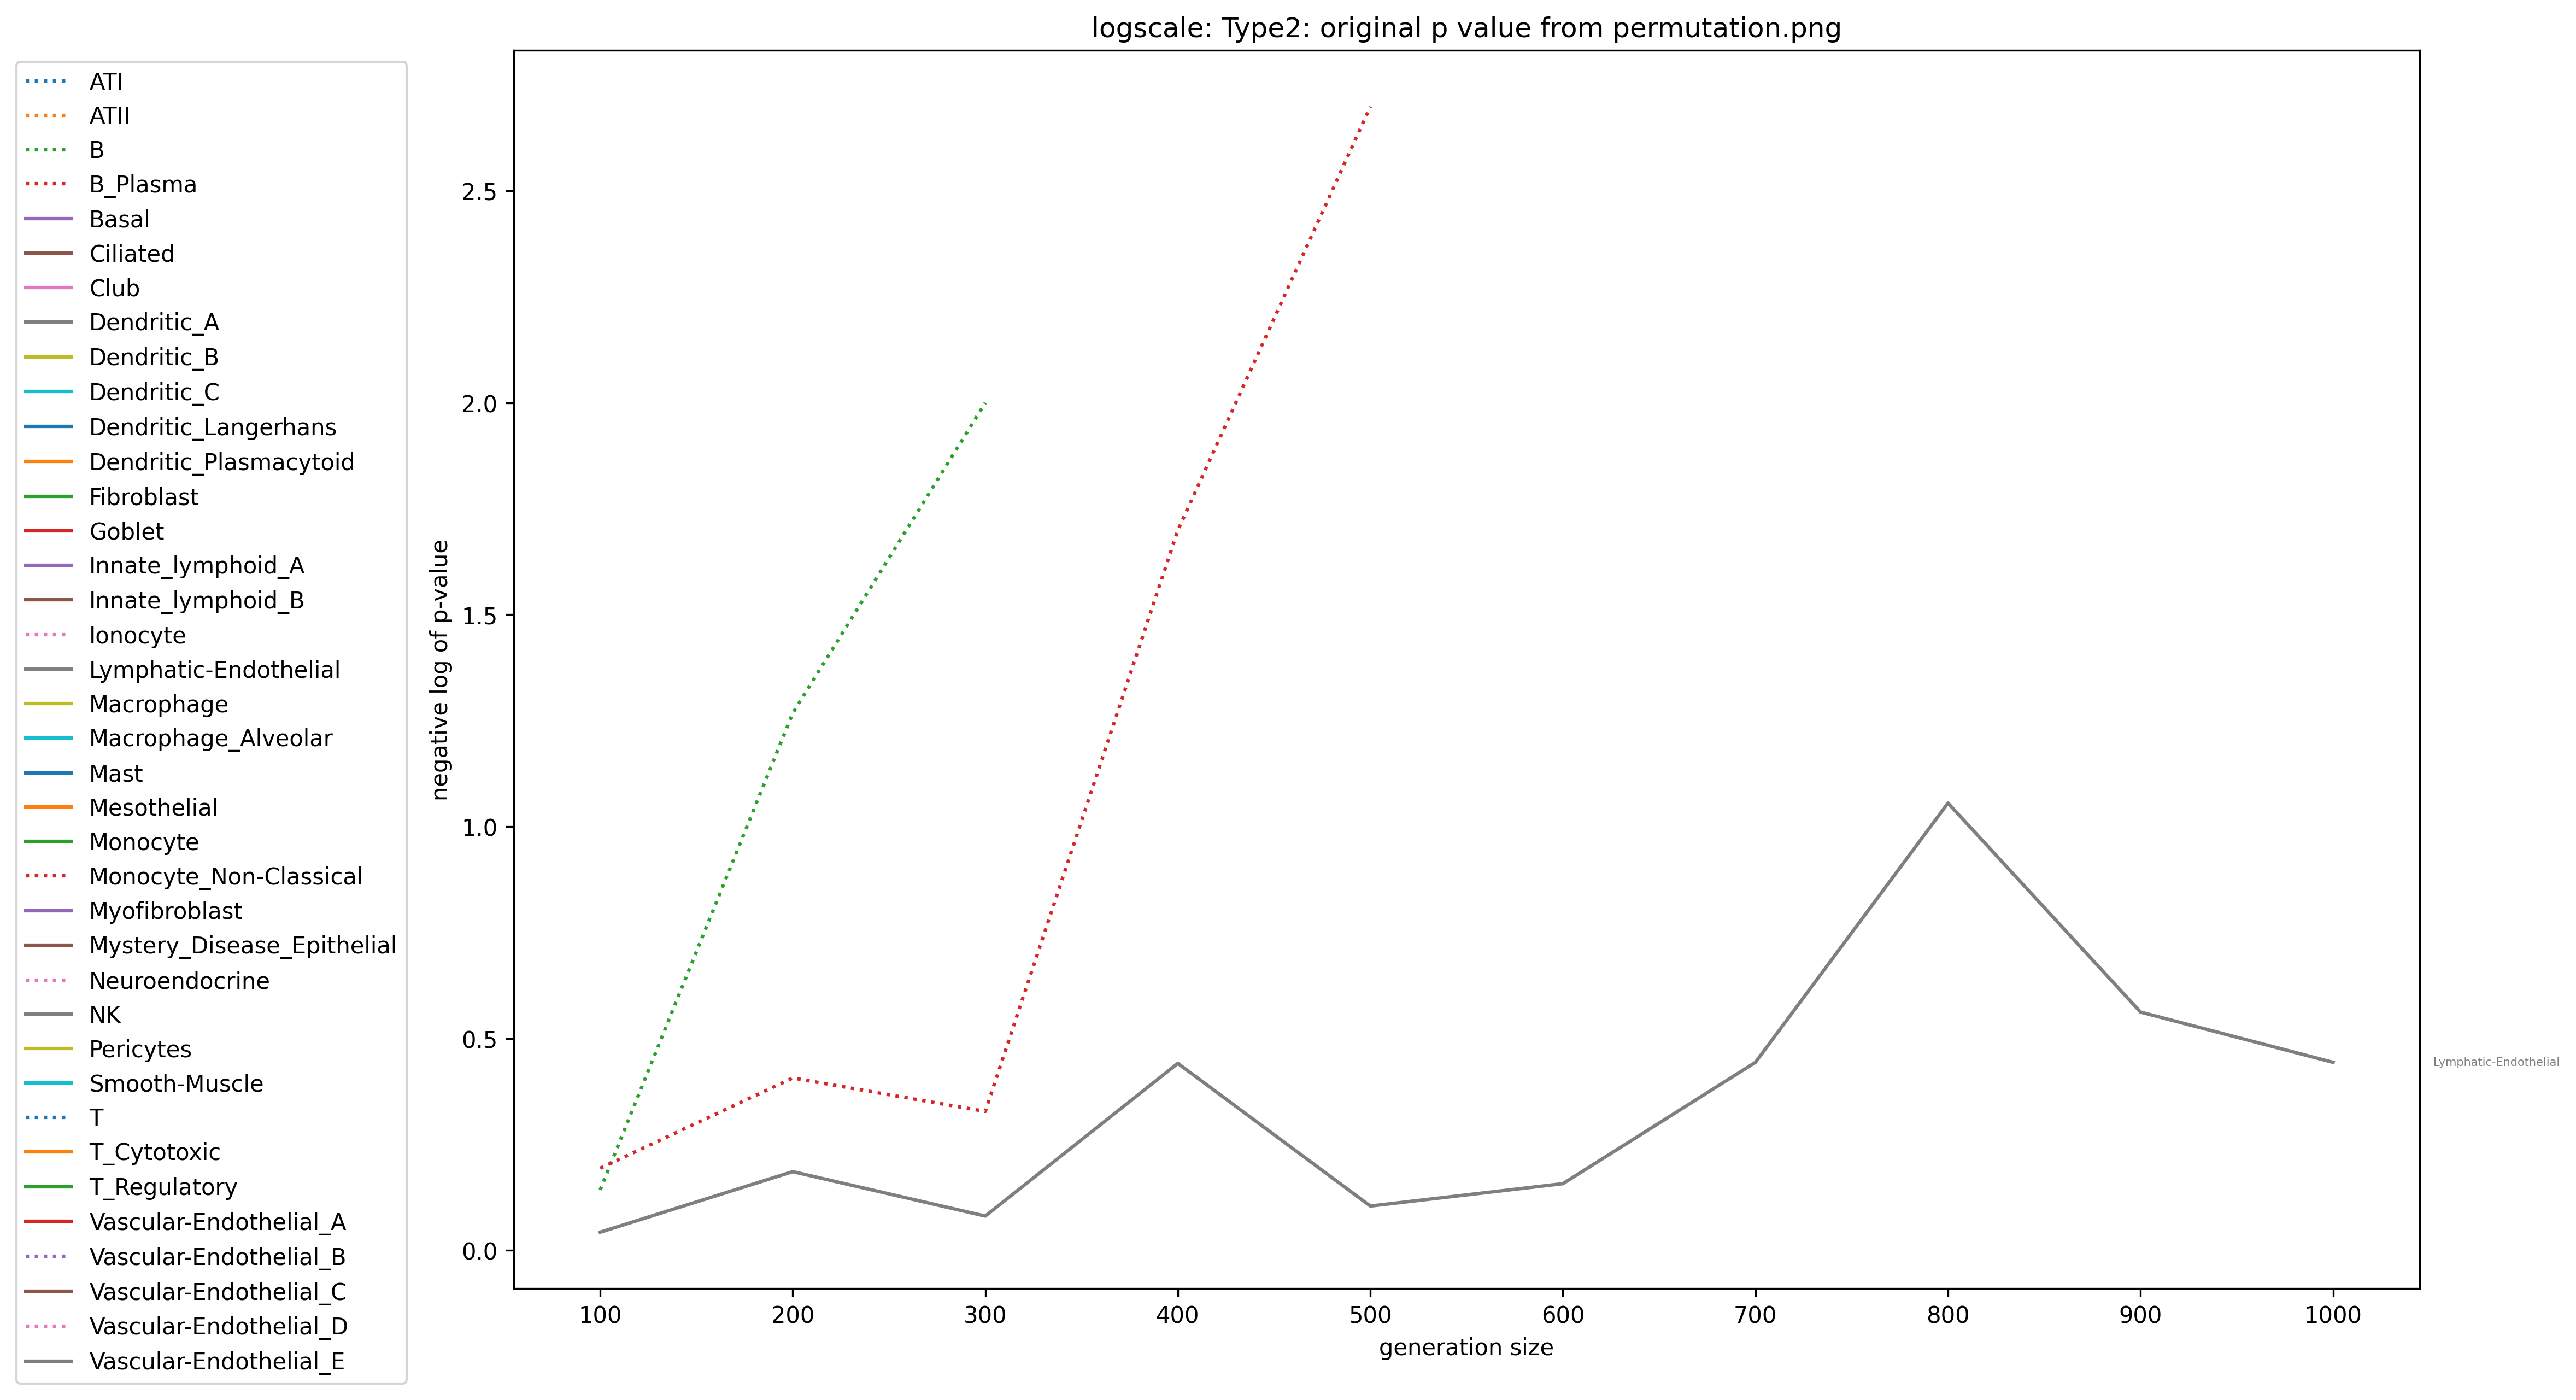 logscale: Type2: original p value from permutation.png
ATI
ATII
B
B_Plasma
Basal
Ciliated
Club
Dendritic_A
Dendritic_B
Dendritic_C
Dendritic_Langerhans
Dendritic_Plasmacytoid
Fibroblast
Goblet
Innate_lymphoid_A
Innate_lymphoid_B
Ionocyte
Lymphatic-Endothelial
Macrophage
Macrophage_Alveolar
Mast
Mesothelial
Monocyte
Monocyte_Non-Classical
Myofibroblast
Mystery_Disease_Epithelial
Neuroendocrine
NK
Pericytes
Smooth-Muscle
T
T_Cytotoxic
T_Regulatory
Vascular-Endothelial_A
Vascular-Endothelial_B
Vascular-Endothelial_C
Vascular-Endothelial_D
Vascular-Endothelial_E
negative log of p-value
2.5
2.0
1.5
1.0
0.5
0.0
Lymphatic-Endothelial
100 200 300 400 500 600 700 800 900 1000
generation size